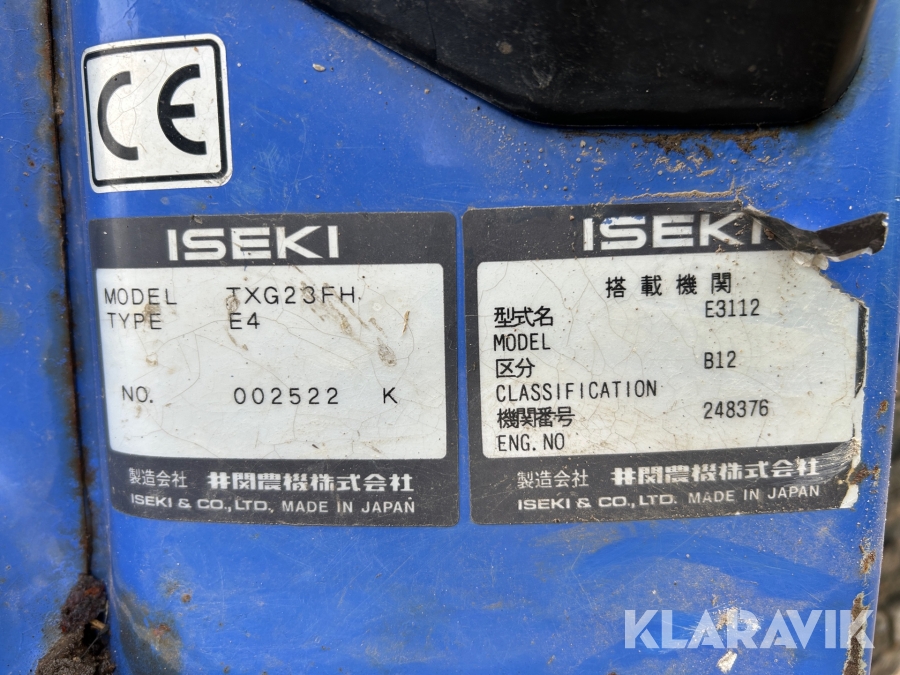 CE
ISEKI
MODEL TXG23FH
TYPE E4
NO. 002522 K
製造会社 井関農機株式会社
ISEKI & CO., LTD. MADE IN JAPAN
ISEKI
搭載機関
型式名 E3112
MODEL
区分 B12
CLASSIFICATION
機関番号 248376
ENG. NO
製造会社 井関農機株式会社
ISEKI & CO., LTD. MADE IN JAPAN
KLARAVIK